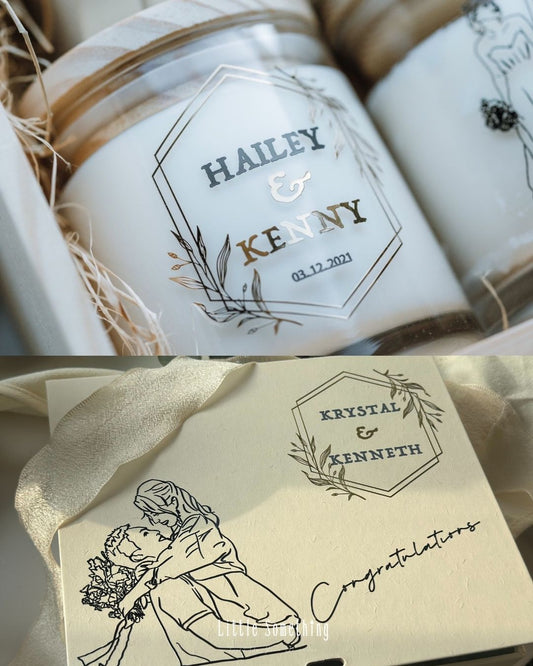 HAILEY
&
KENNY
03.12.2021
KRYSTAL
&
KENNETH
Congratulations
Little Something